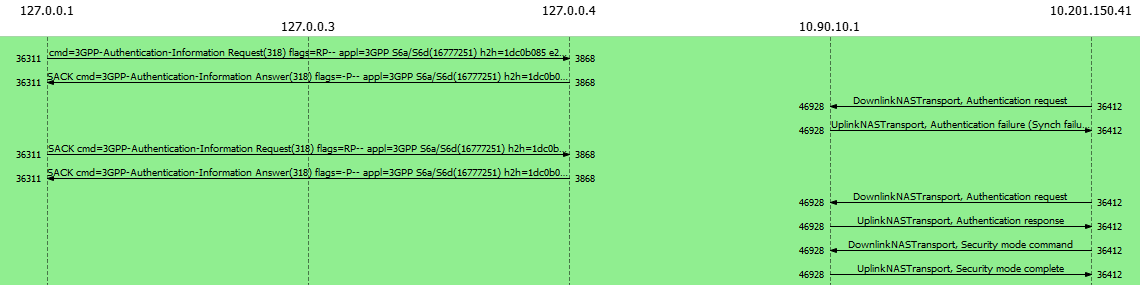 127.0.0.1 127.0.0.4 10.201.150.41
127.0.0.3 10.90.10.1
36311 cmd=3GPP-Authentication-Information Request(318) flags=RP-- appl=3GPP S6a/S6d(16777251) h2h=1dc0b085 e2... 3868
36311 SACK cmd=3GPP-Authentication-Information Answer(318) flags=-P-- appl=3GPP S6a/S6d(16777251) h2h=1dc0b0... 3868
46928 DownlinkNASTransport, Authentication request 36412
46928 UplinkNASTransport, Authentication failure (Synch failu... 36412
36311 SACK cmd=3GPP-Authentication-Information Request(318) flags=RP-- appl=3GPP S6a/S6d(16777251) h2h=1dc0b... 3868
36311 SACK cmd=3GPP-Authentication-Information Answer(318) flags=-P-- appl=3GPP S6a/S6d(16777251) h2h=1dc0b0... 3868
46928 DownlinkNASTransport, Authentication request 36412
46928 UplinkNASTransport, Authentication response 36412
46928 DownlinkNASTransport, Security mode command 36412
46928 UplinkNASTransport, Security mode complete 36412